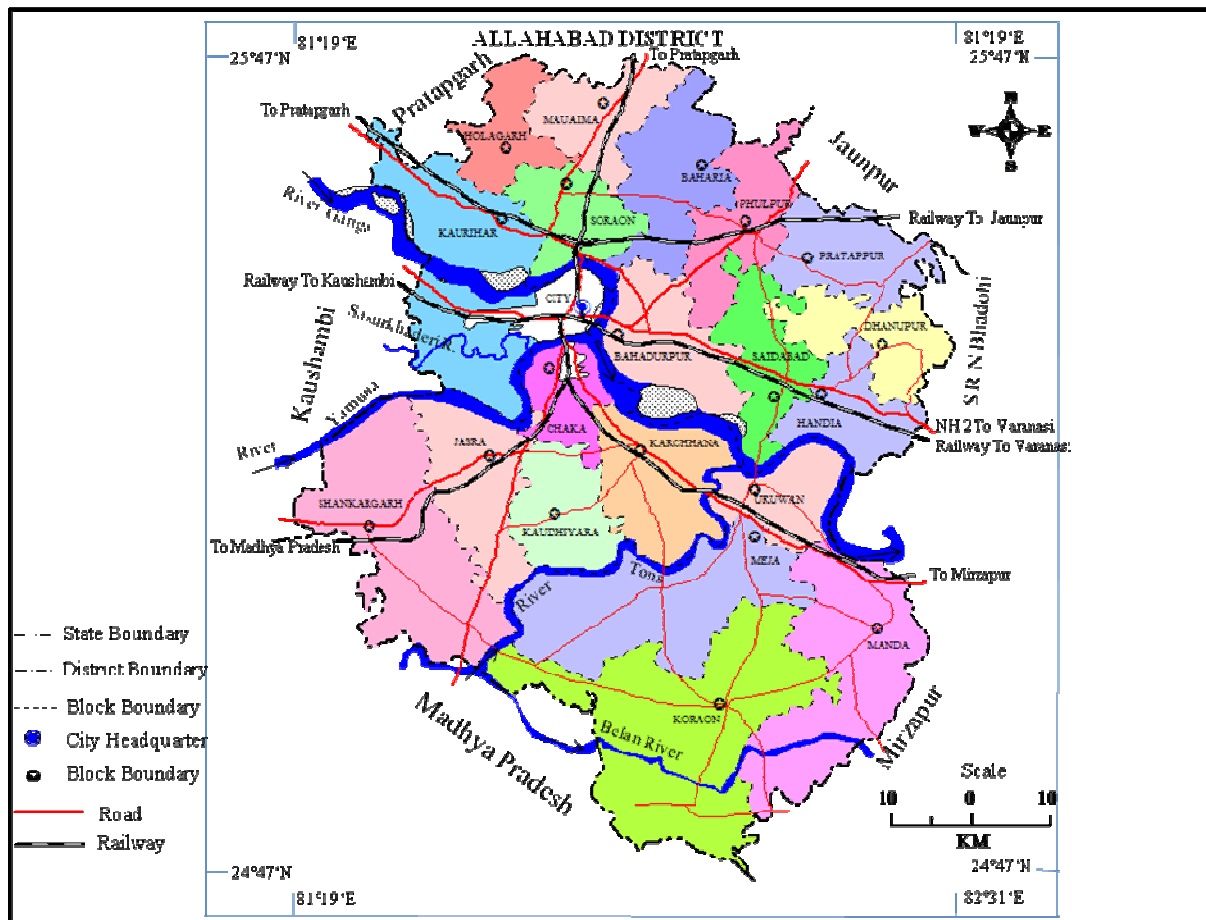 81°19'E
81°19'E
ALLAHABAD DISTRICT
25°47'N
25°47'N
To Pratapgarh
Pratapgarh
To Pratapgarh
N
W E
S
MAUAIMA
HOLAGARH
Jaunpur
BAHARIA
River Ganga
PHULPUR
SORAON
Railway To Jaunpur
KAURIHAR
PRATAPPUR
Railway To Kaushambi
CITY
DHANUPUR
Sasurkhaderi R.
S R N Bhadohi
Kaushambi
BAHADURPUR
SAIDABAD
River Yamuna
HANDIA
NH 2 To Varanasi
CHAKA
Railway To Varanasi
JASRA
KARCHHANA
SHANKARGARH
URUWAN
KAUDHIYARA
To Madhya Pradesh
MEJA
River Tons
To Mirzapur
State Boundary
MANDA
District Boundary
Block Boundary
KORAON
City Headquarter
Belan River
Madhya Pradesh
Mirzapur
Block Boundary
Scale
10 0 10
KM
Road
Railway
24°47'N
24°47'N
81°19'E
82°31'E